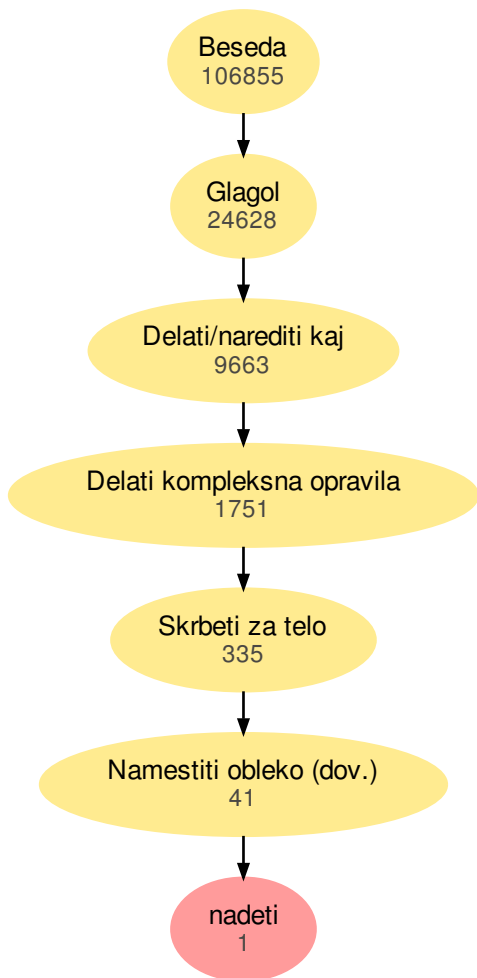 Beseda
106855
Glagol
24628
Delati/narediti kaj
9663
Delati kompleksna opravila
1751
Skrbeti za telo
335
Namestiti obleko (dov.)
41
nadeti
1